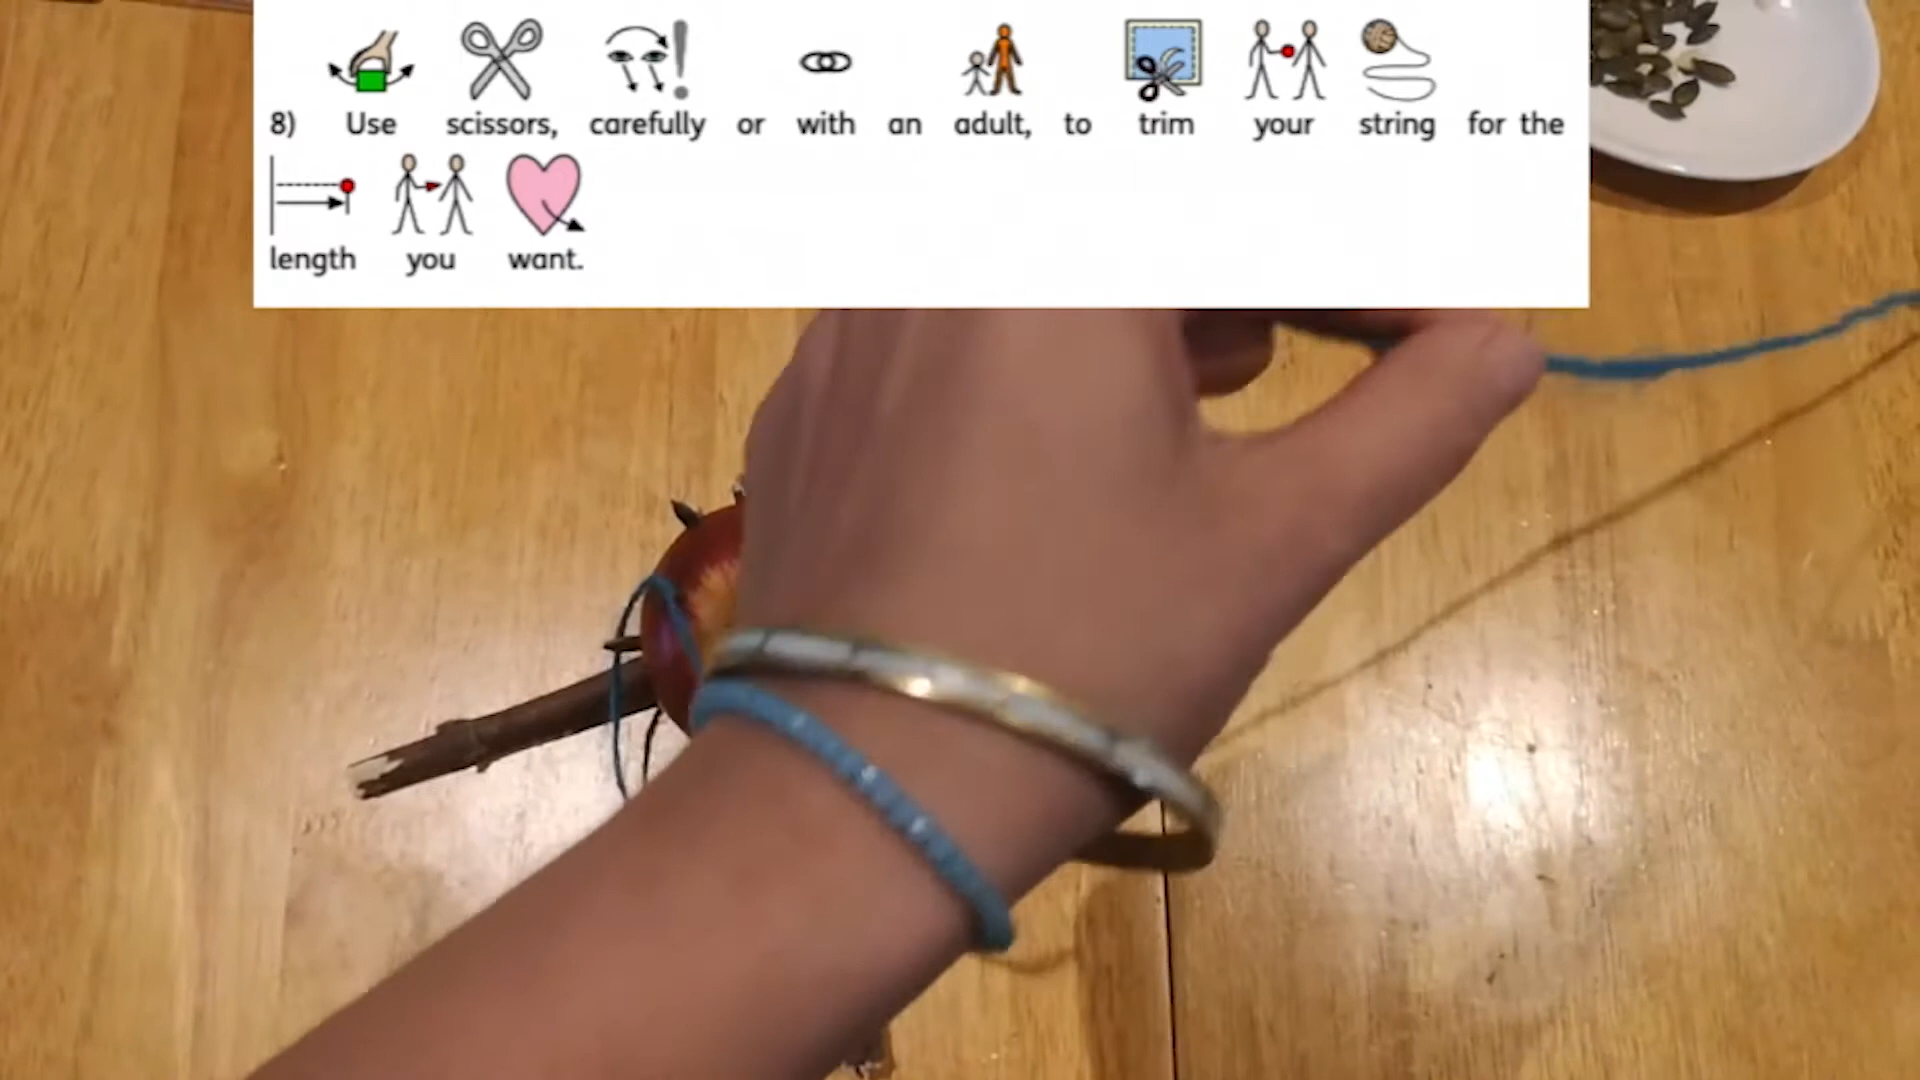 8) Use scissors, carefully or with an adult, to trim your string for the
length you want.